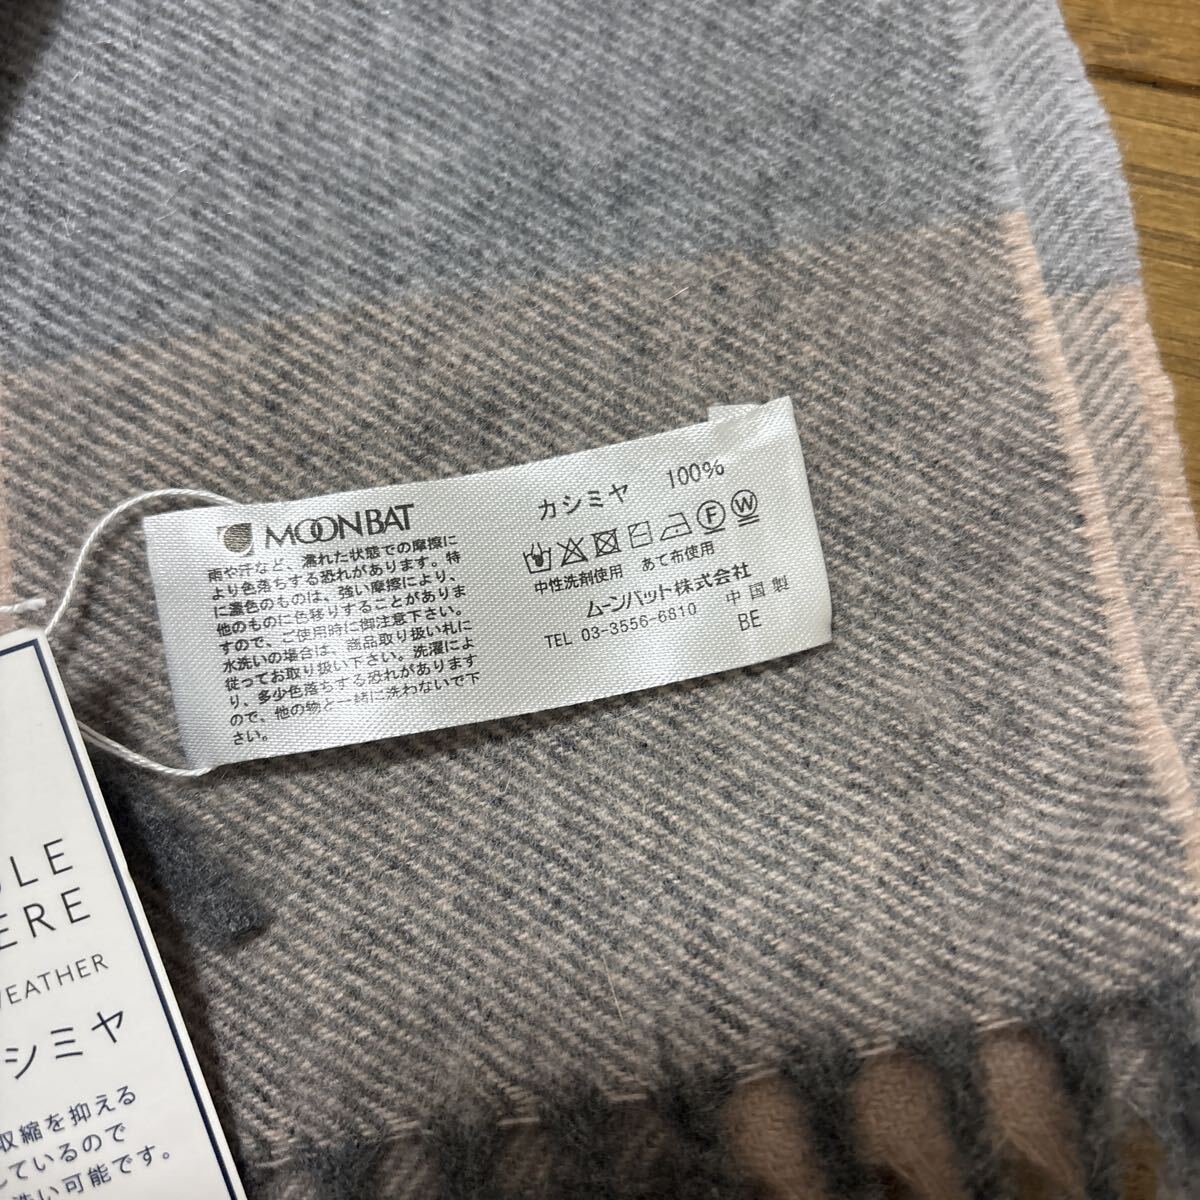 MOONBAT
雨や汗など、濡れた状態での摩擦に
より色落ちする恐れがあります。特
に濃色のものは、強い摩擦により、
他のものに色移りすることがありま
すので、ご使用時に御注意下さい。
水洗いの場合は、商品取り扱い札に
従ってお取り扱い下さい。洗濯によ
り、多少色落ちする恐れがあります
ので、他の物と一緒に洗わないで下
さい。
カシミヤ 100%
F W
中性洗剤使用 あて布使用
ムーンバット株式会社
TEL 03-3556-6810 中国製
BE
LE
ERE
EATHER
シミヤ
収縮を抑える
ているので
洗い可能です。